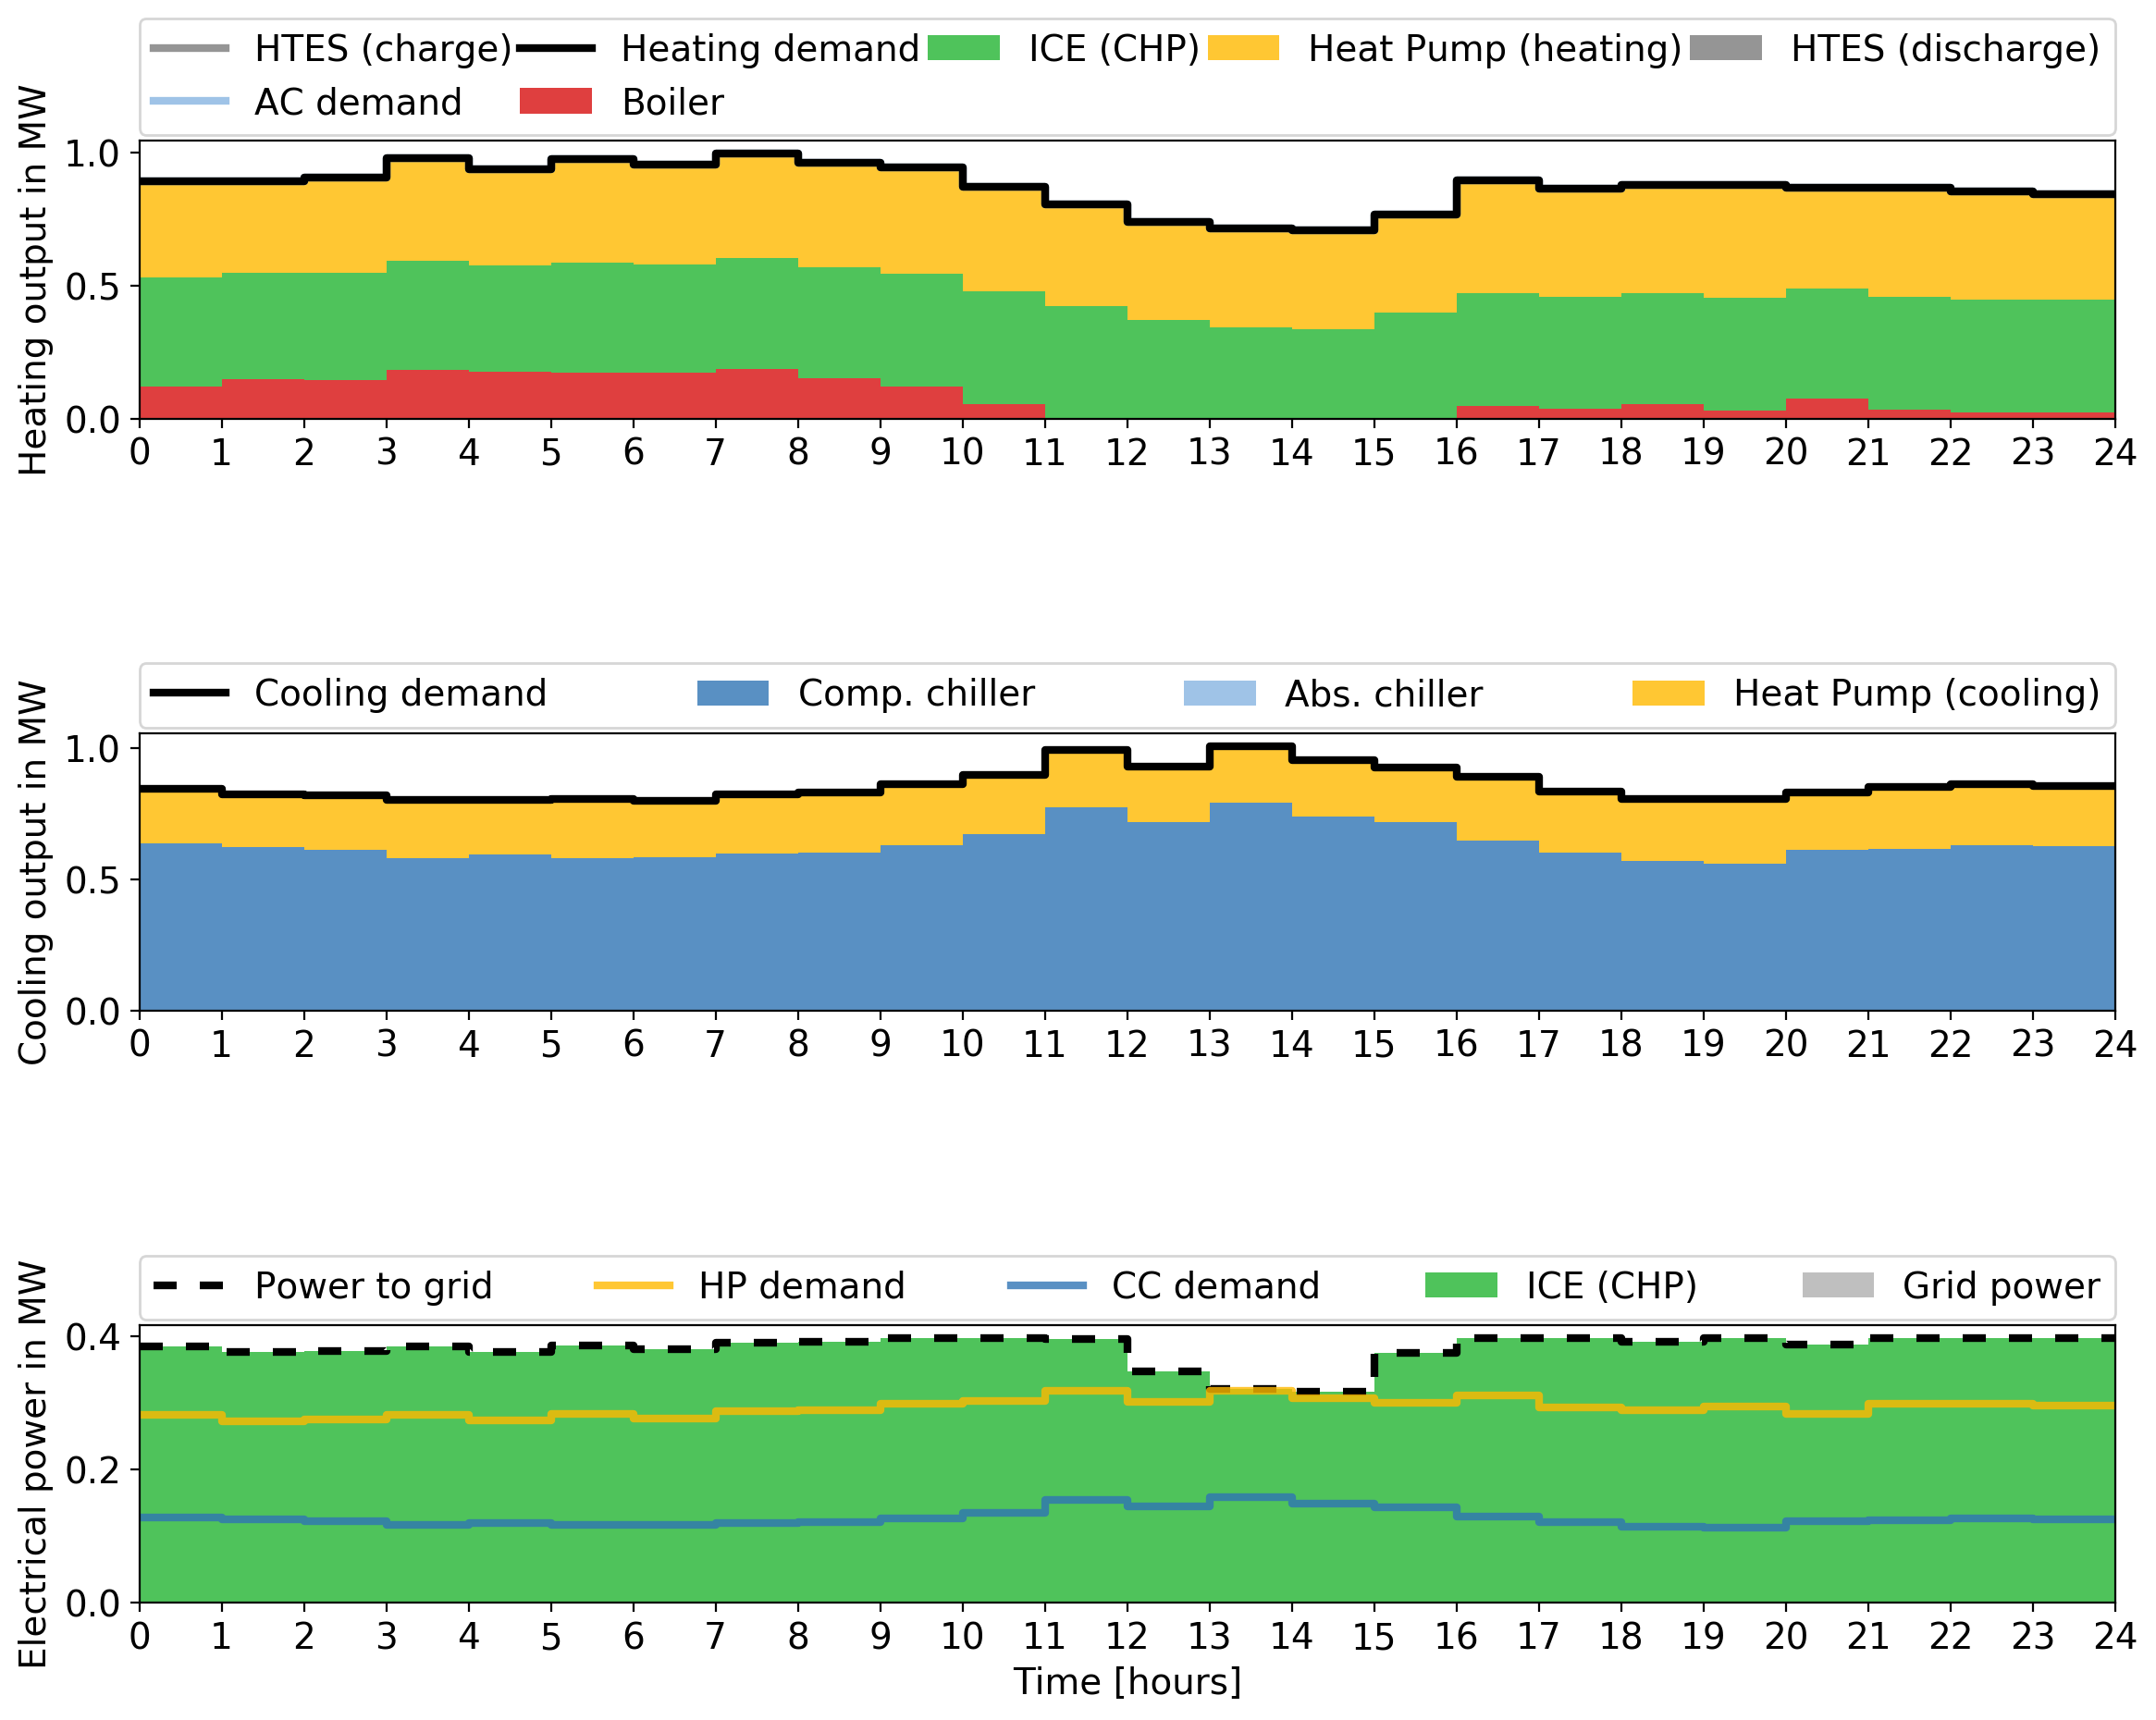 HTES (charge) Heating demand ICE (CHP) Heat Pump (heating) HTES (discharge)
AC demand Boiler
Heating output in MW
1.0
0.5
0.0
0 1 2 3 4 5 6 7 8 9 10 11 12 13 14 15 16 17 18 19 20 21 22 23 24
Cooling demand Comp. chiller Abs. chiller Heat Pump (cooling)
Cooling output in MW
1.0
0.5
0.0
0 1 2 3 4 5 6 7 8 9 10 11 12 13 14 15 16 17 18 19 20 21 22 23 24
Power to grid HP demand CC demand ICE (CHP) Grid power
Electrical power in MW
0.4
0.2
0.0
0 1 2 3 4 5 6 7 8 9 10 11 12 13 14 15 16 17 18 19 20 21 22 23 24
Time [hours]